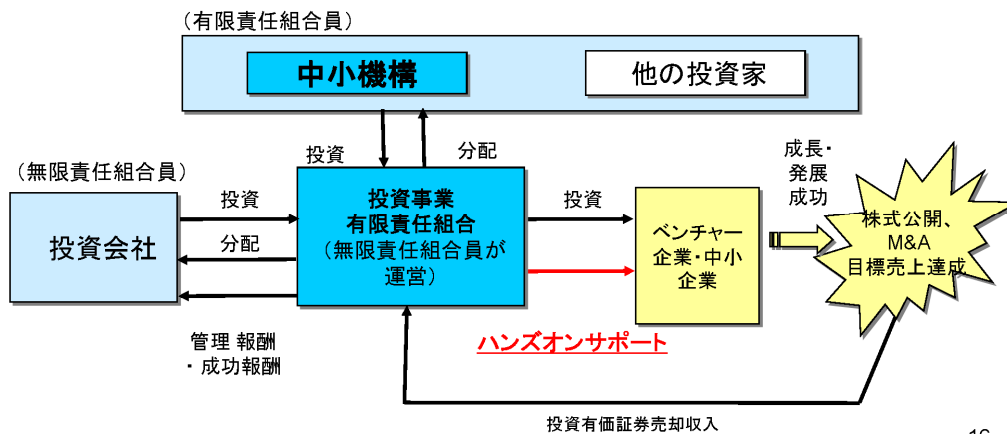 （有限責任組合員）
中小機構
他の投資家
投資
分配
（無限責任組合員）
投資会社
投資
分配
管理 報酬
・成功報酬
投資事業
有限責任組合
（無限責任組合員が
運営）
投資
ハンズオンサポート
ベンチャー
企業・中小
企業
成長・
発展
成功
株式公開、
M&A
目標売上達成
投資有価証券売却収入